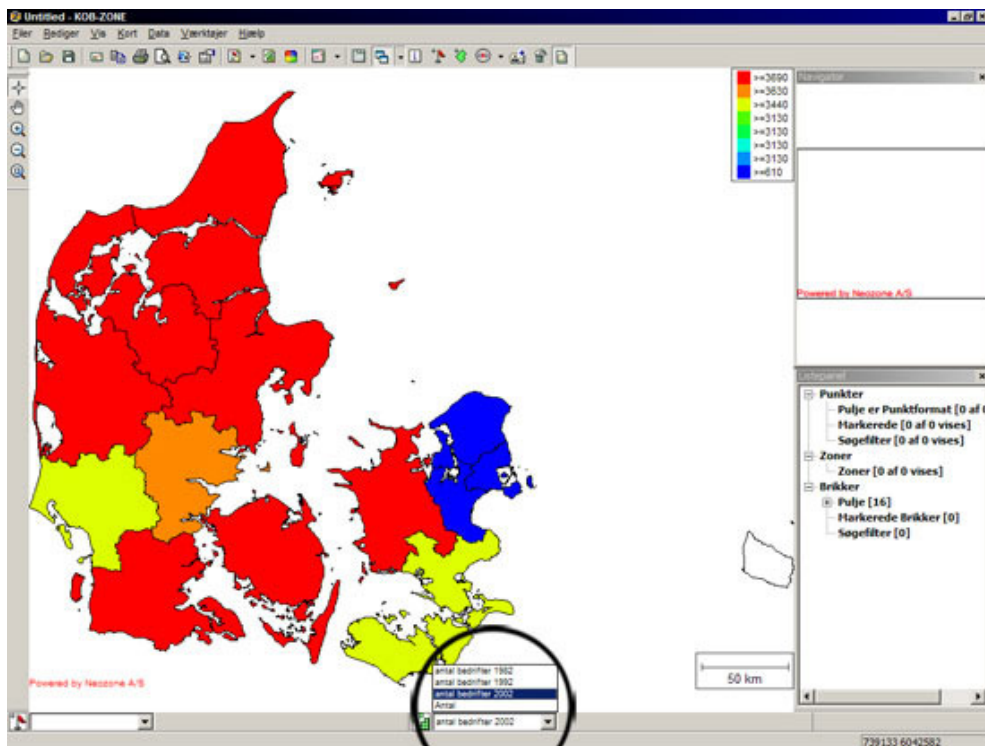 Untitled - KOB-ZONE
Filer Rediger Vis Kort Data Værktøjer Hjælp
>=3690
>=3630
>=3440
>=3130
>=3130
>=3130
>=3130
>=610
Navigator
Powered by Neozone A/S
Listepanel
Punkter
Pulje er Punktformat [0 af 0
Markerede [0 af 0 vises]
Søgefilter [0 af 0 vises]
Zoner
Zoner [0 af 0 vises]
Brikker
Pulje [16]
Markerede Brikker [0]
Søgefilter [0]
50 km
Powered by Neozone A/S
antal bedrifter 1982
antal bedrifter 1992
antal bedrifter 2002
Antal
antal bedrifter 2002
739133 6042582